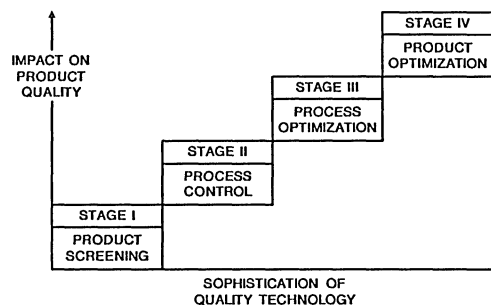 STAGE IV
PRODUCT
OPTIMIZATION
IMPACT ON
PRODUCT
QUALITY
STAGE III
PROCESS
OPTIMIZATION
STAGE II
PROCESS
CONTROL
STAGE I
PRODUCT
SCREENING
SOPHISTICATION OF
QUALITY TECHNOLOGY